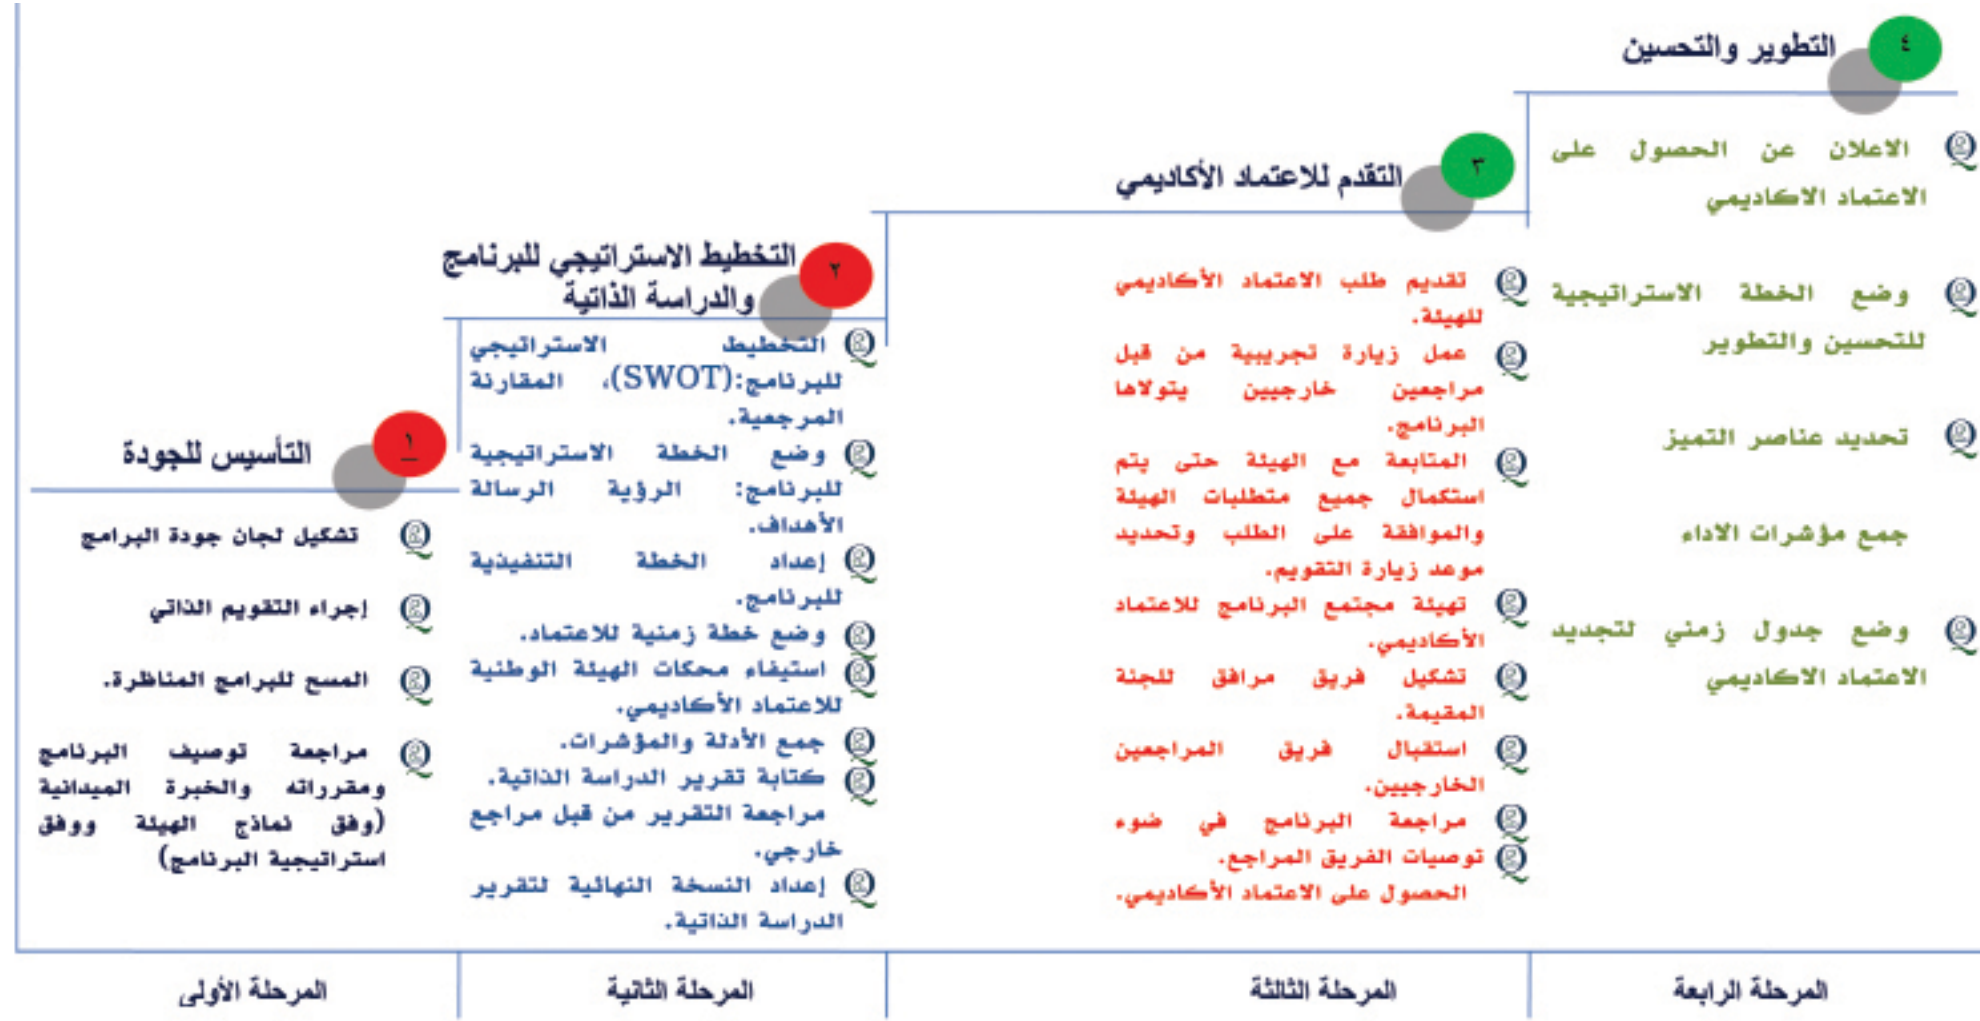 ١
التأسيس للجودة
تشكيل لجان جودة البرامج
إجراء التقويم الذاتي
المسح للبرامج المناظرة.
مراجعة توصيف البرنامج
ومقرراته والخبرة الميدانية
(وفق نماذج الهيئة ووفق
استراتيجية البرنامج)
المرحلة الأولى
٢
التخطيط الاستراتيجي للبرنامج
والدراسة الذاتية
التخطيط الاستراتيجي
للبرنامج:(SWOT)، المقارنة
المرجعية.
وضع الخطة الاستراتيجية
للبرنامج: الرؤية الرسالة
الأهداف.
إعداد الخطة التنفيذية
للبرنامج.
وضع خطة زمنية للاعتماد.
استيفاء محكات الهيئة الوطنية
للاعتماد الأكاديمي.
جمع الأدلة والمؤشرات.
كتابة تقرير الدراسة الذاتية.
مراجعة التقرير من قبل مراجع
خارجي.
إعداد النسخة النهائية لتقرير
الدراسة الذاتية.
المرحلة الثانية
٣
التقدم للاعتماد الأكاديمي
تقديم طلب الاعتماد الأكاديمي
للهيئة.
عمل زيارة تجريبية من قبل
مراجعين خارجيين يتولاها
البرنامج.
المتابعة مع الهيئة حتى يتم
استكمال جميع متطلبات الهيئة
والموافقة على الطلب وتحديد
موعد زيارة التقويم.
تهيئة مجتمع البرنامج للاعتماد
الأكاديمي.
تشكيل فريق مرافق للجنة
المقيمة.
استقبال فريق المراجعين
الخارجيين.
مراجعة البرنامج في ضوء
توصيات الفريق المراجع.
الحصول على الاعتماد الأكاديمي.
المرحلة الثالثة
٤
التطوير والتحسين
الاعلان عن الحصول على
الاعتماد الاكاديمي
وضع الخطة الاستراتيجية
للتحسين والتطوير
تحديد عناصر التميز
جمع مؤشرات الاداء
وضع جدول زمني لتجديد
الاعتماد الاكاديمي
المرحلة الرابعة